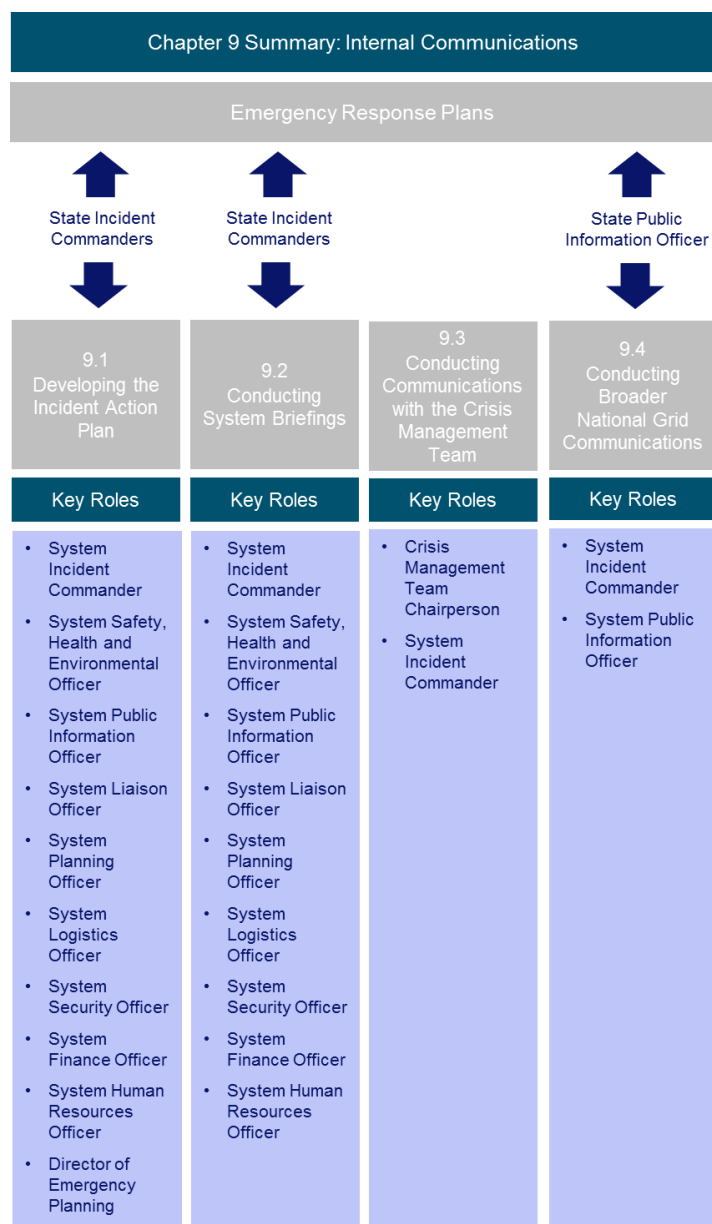 Chapter 9 Summary: Internal Communications
Emergency Response Plans
State Incident
Commanders
State Incident
Commanders
State Public
Information Officer
9.1
Developing the
Incident Action
Plan
9.2
Conducting
System Briefings
9.3
Conducting
Communications
with the Crisis
Management
Team
9.4
Conducting
Broader
National Grid
Communications
Key Roles
Key Roles
Key Roles
Key Roles
• System
Incident
Commander
• System Safety,
Health and
Environmental
Officer
• System Public
Information
Officer
• System Liaison
Officer
• System
Planning
Officer
• System
Logistics
Officer
• System
Security Officer
• System
Finance Officer
• System Human
Resources
Officer
• Director of
Emergency
Planning
• System
Incident
Commander
• System Safety,
Health and
Environmental
Officer
• System Public
Information
Officer
• System Liaison
Officer
• System
Planning
Officer
• System
Logistics
Officer
• System
Security Officer
• System
Finance Officer
• System Human
Resources
Officer
• Crisis
Management
Team
Chairperson
• System
Incident
Commander
• System
Incident
Commander
• System Public
Information
Officer